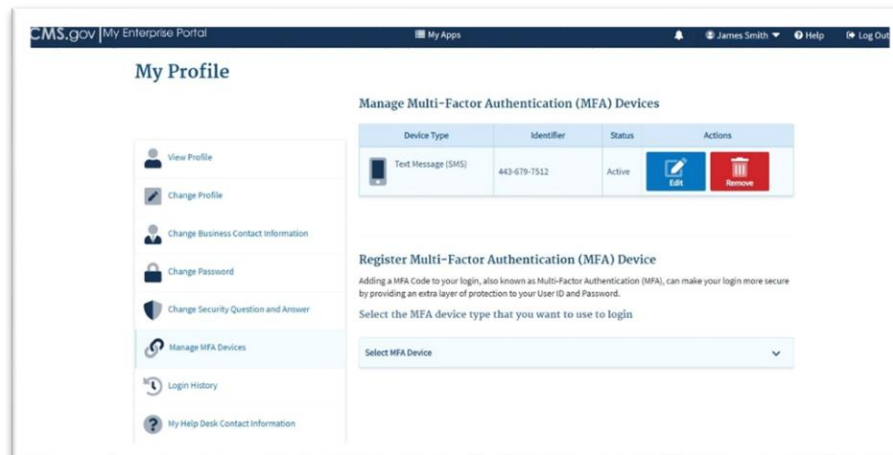 CMS.gov | My Enterprise Portal My Apps James Smith Help Log Out
My Profile
View Profile
Change Profile
Change Business Contact Information
Change Password
Change Security Question and Answer
Manage MFA Devices
Login History
My Help Desk Contact Information
Manage Multi-Factor Authentication (MFA) Devices
Device Type Identifier Status Actions
Text Message (SMS) 443-679-7512 Active Edit Remove
Register Multi-Factor Authentication (MFA) Device
Adding a MFA Code to your login, also known as Multi-Factor Authentication (MFA), can make your login more secure
by providing an extra layer of protection to your User ID and Password.
Select the MFA device type that you want to use to login
Select MFA Device